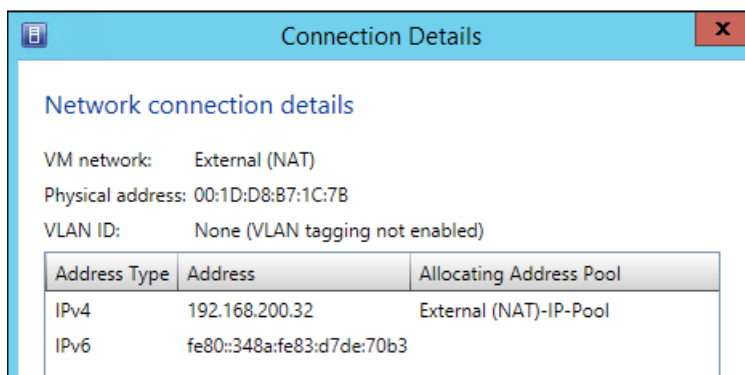 Connection Details
x
Network connection details
VM network: External (NAT)
Physical address: 00:1D:D8:B7:1C:7B
VLAN ID: None (VLAN tagging not enabled)
Address Type Address Allocating Address Pool
IPv4 192.168.200.32 External (NAT)-IP-Pool
IPv6 fe80::348a:fe83:d7de:70b3